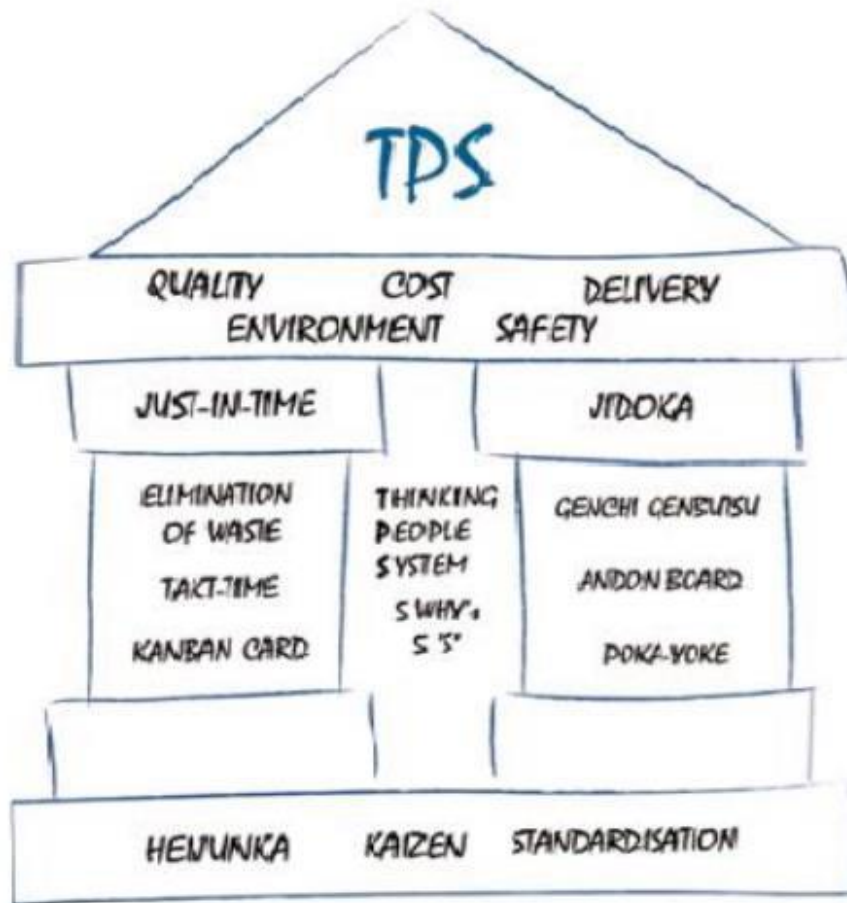 TPS
QUALITY COST DELIVERY
ENVIRONMENT SAFETY
JUST-IN-TIME
JIDOKA
ELIMINATION
OF WASTE
TAKT-TIME
KANBAN CARD
THINKING
PEOPLE
SYSTEM
5 WHY's
5 S'
GENCHI GENBUTSU
ANDON BOARD
POKA-YOKE
HEIJUNKA KAIZEN STANDARDISATION